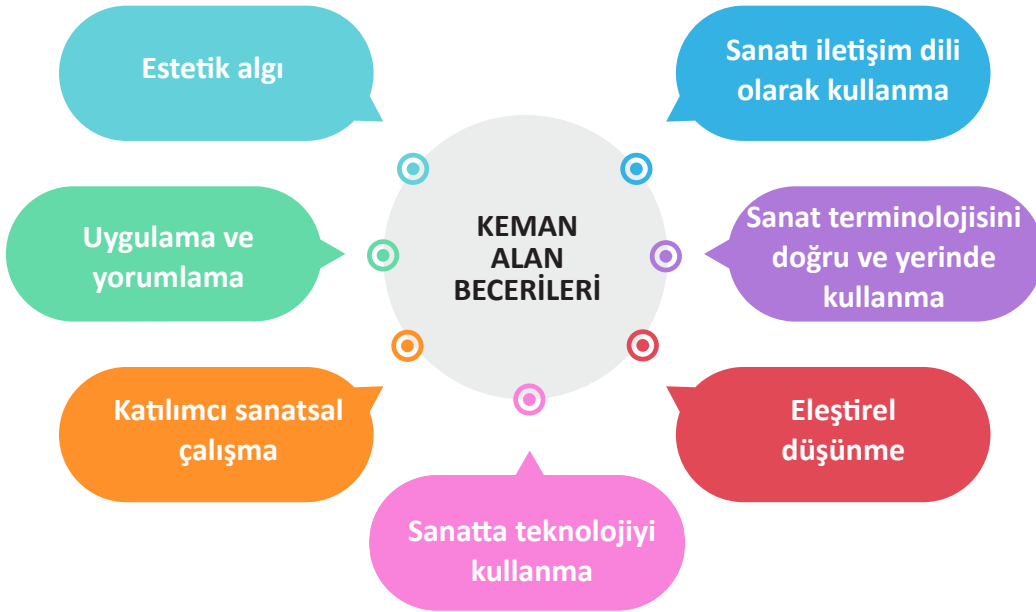 Estetik algı
Sanatı iletişim dili
olarak kullanma
Uygulama ve
yorumlama
KEMAN
ALAN
BECERİLERİ
Sanat terminolojisini
doğru ve yerinde
kullanma
Katılımcı sanatsal
çalışma
Eleştirel
düşünme
Sanatta teknolojiyi
kullanma